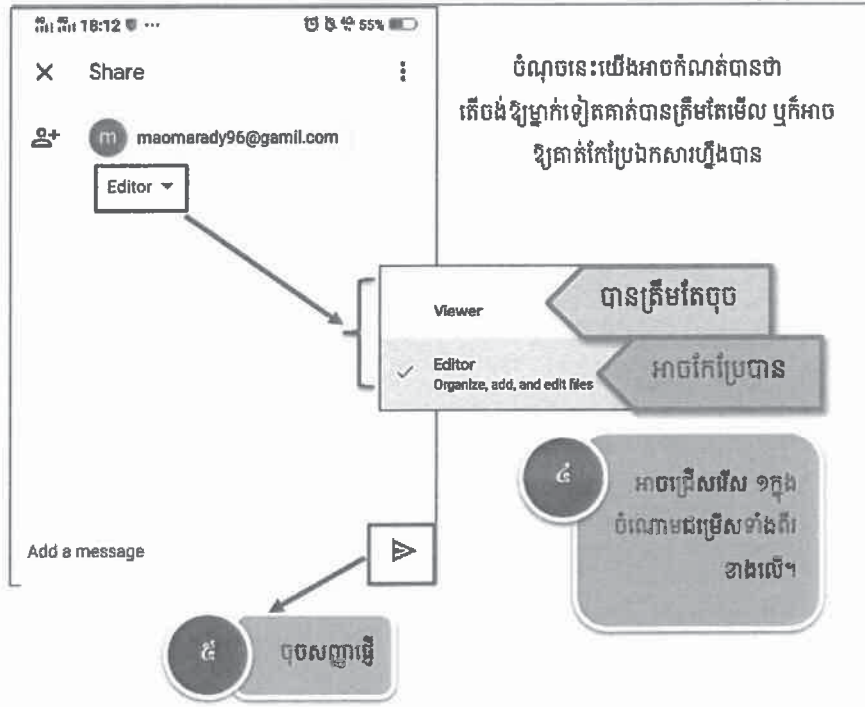 18:12 ... 55%
Share
ចំណុចនេះយើងអាចកំណត់បានថា
តើចង់ឱ្យម្នាក់ទៀតគាត់បានត្រឹមតែមើល ឬក៏អាច
ឱ្យគាត់កែប្រែឯកសារហ្នឹងបាន
m maomarady96@gamil.com
Editor
Viewer
បានត្រឹមតែចុច
Editor
Organize, add, and edit files
អាចកែប្រែបាន
៤
អាចជ្រើសរើស ១ក្នុង
ចំណោមជម្រើសទាំងពីរ
ខាងលើ។
Add a message
៥
ចុចសញ្ញាផ្ញើ